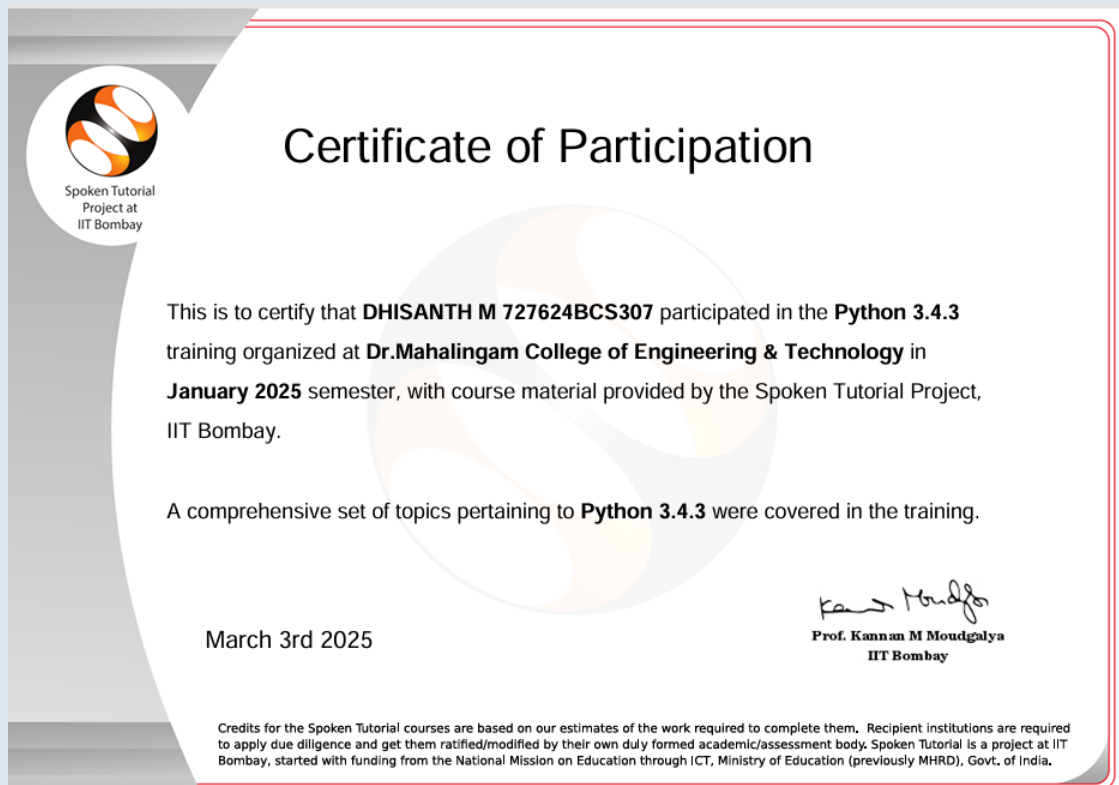 Spoken Tutorial
Project at
IIT Bombay
Certificate of Participation
This is to certify that DHISANTH M 727624BCS307 participated in the Python 3.4.3
training organized at Dr.Mahalingam College of Engineering & Technology in
January 2025 semester, with course material provided by the Spoken Tutorial Project,
IIT Bombay.
A comprehensive set of topics pertaining to Python 3.4.3 were covered in the training.
March 3rd 2025
Prof. Kannan M Moudgalya
IIT Bombay
Credits for the Spoken Tutorial courses are based on our estimates of the work required to complete them. Recipient institutions are required
to apply due diligence and get them ratified/modified by their own duly formed academic/assessment body. Spoken Tutorial is a project at IIT
Bombay, started with funding from the National Mission on Education through ICT, Ministry of Education (previously MHRD), Govt. of India.